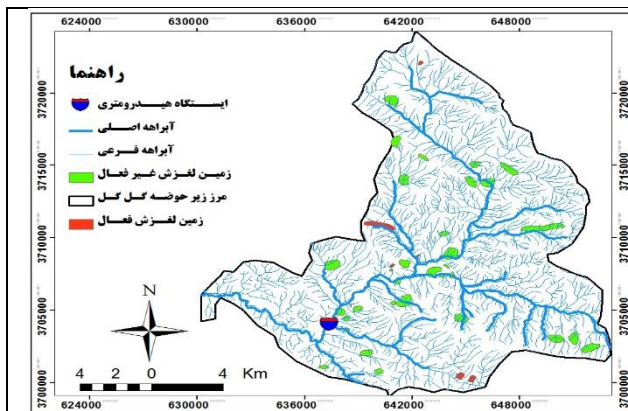 624000 630000 636000 642000 648000
3720000
3715000
3710000
3705000
3700000
راهنما
ایستگاه هیدرومتری
آبراهه اصلی
آبراهه فرعی
زمین لغزش غیر فعال
مرز زیر حوضه گل گل
زمین لغزش فعال
N
4 2 0 4 Km
624000 630000 636000 642000 648000